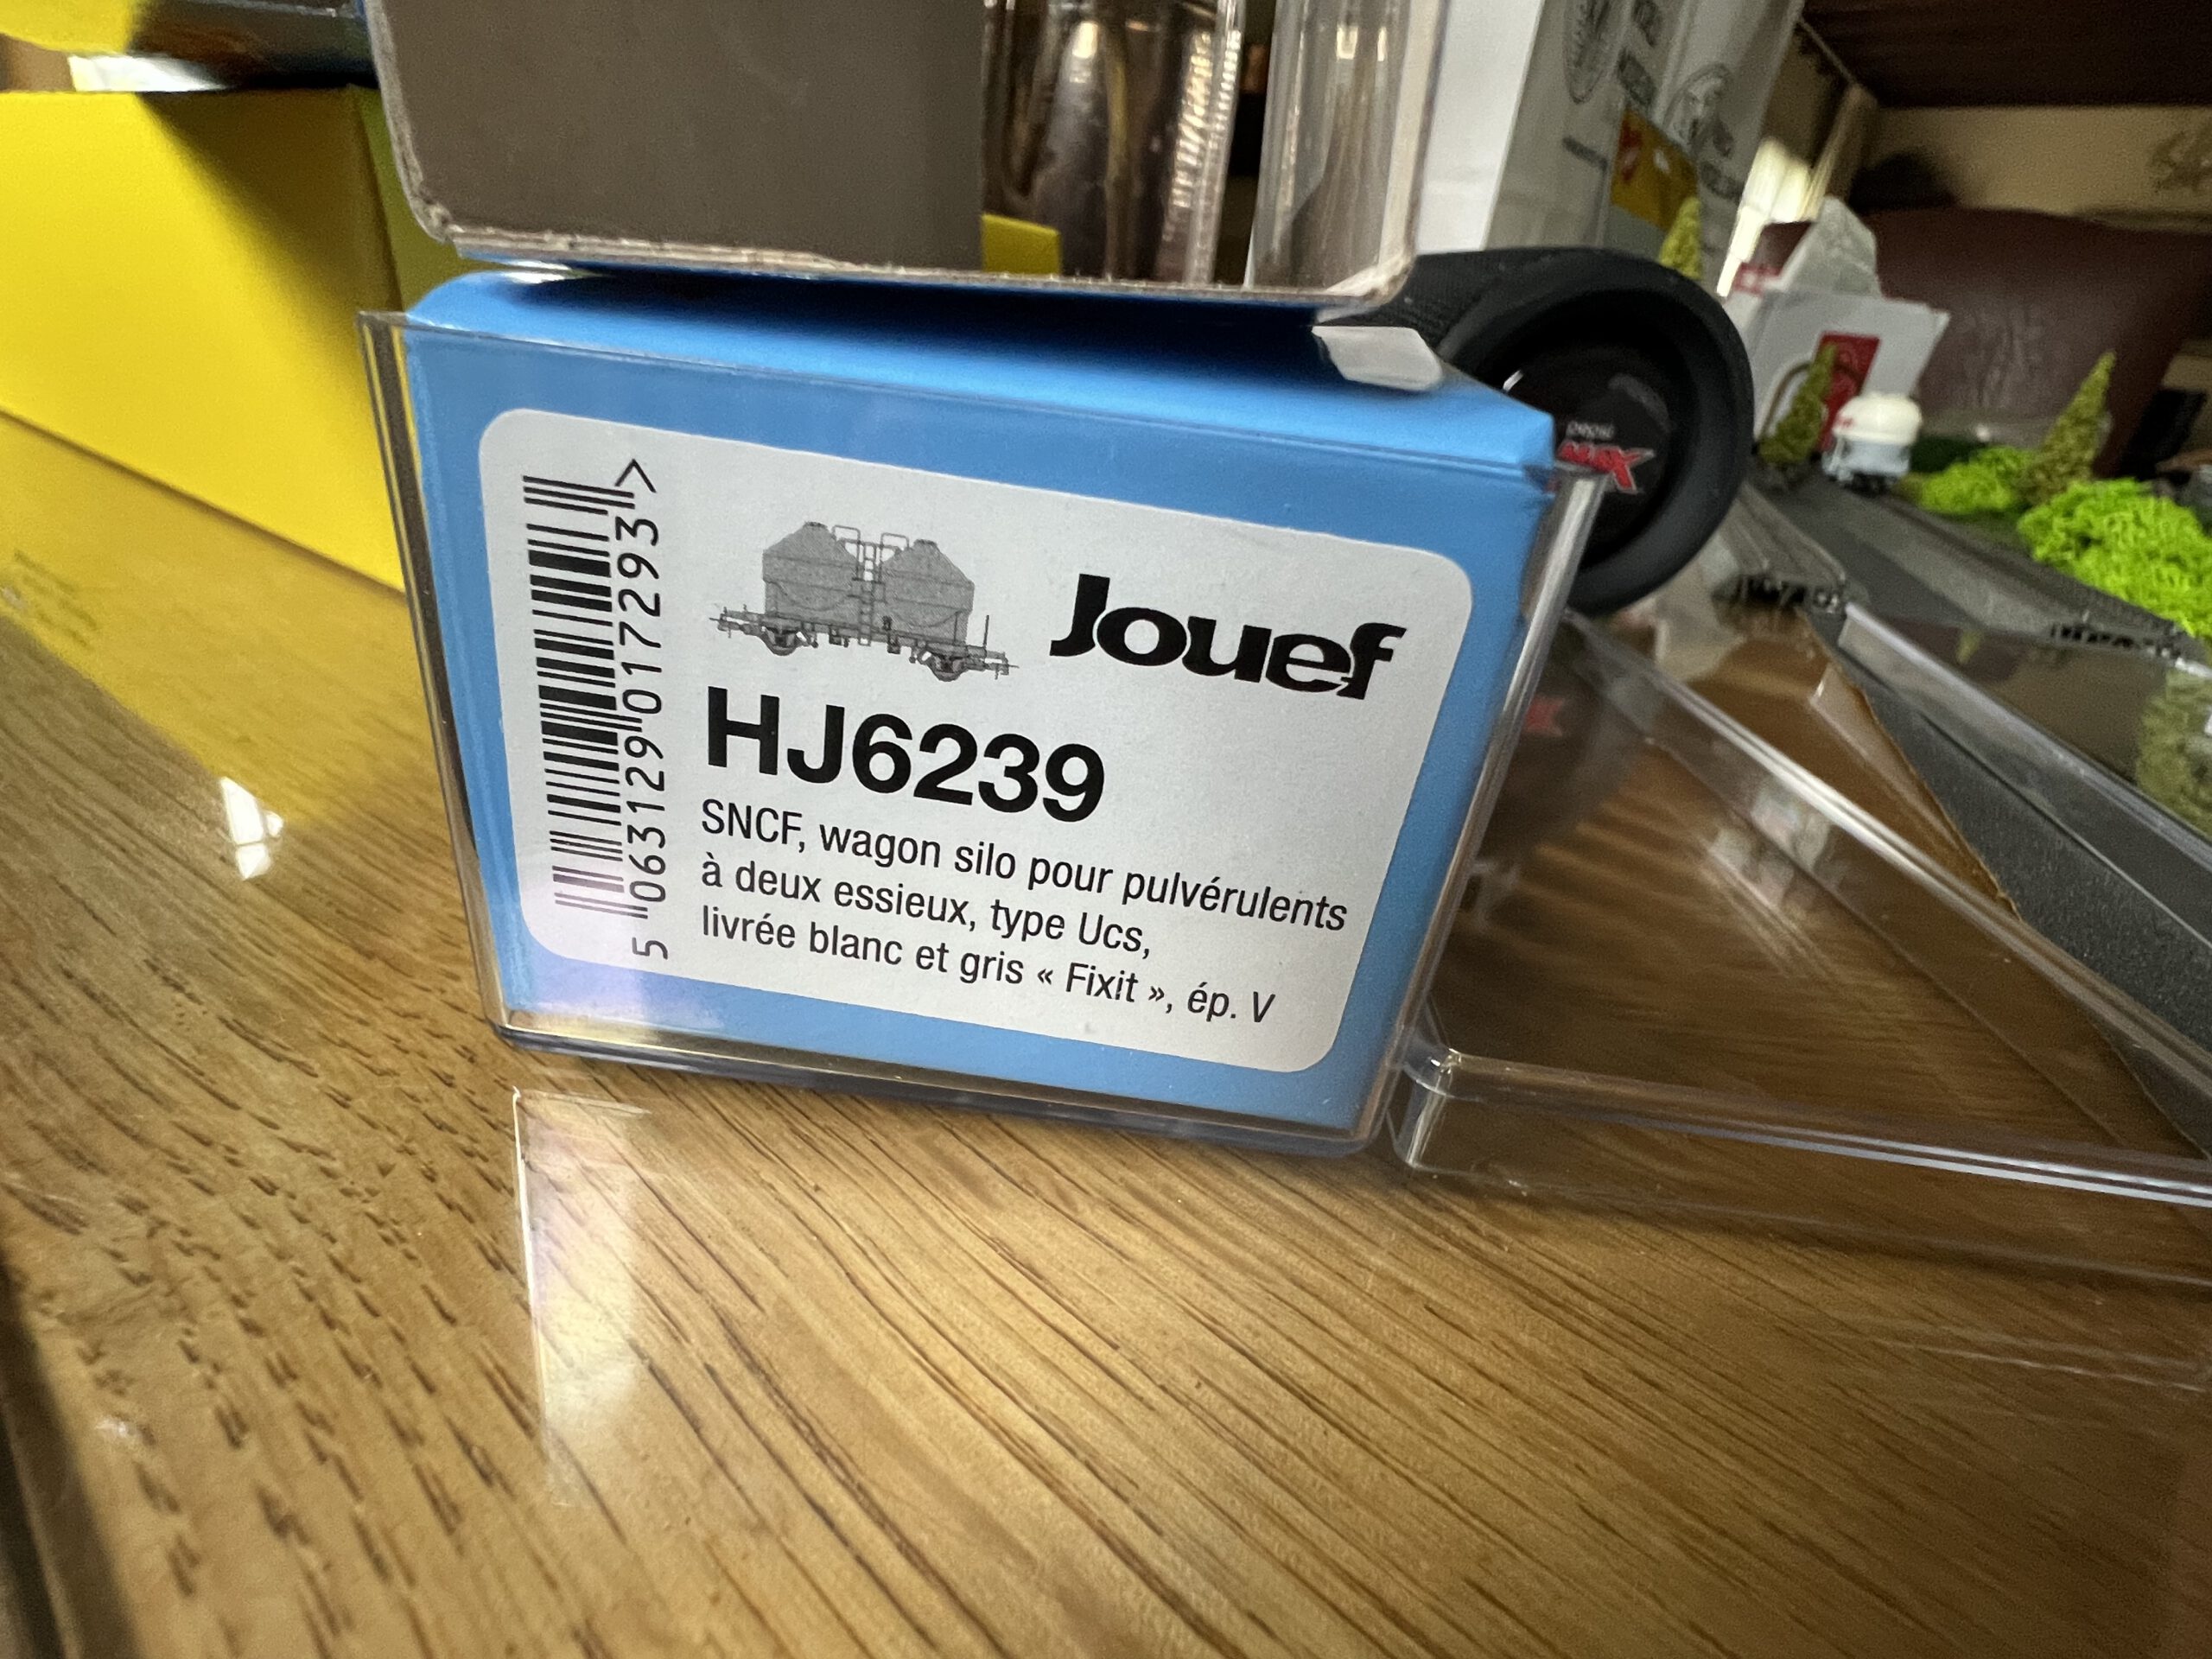 Jouef
HJ6239
SNCF, wagon silo pour pulvérulents
à deux essieux, type Ucs,
livrée blanc et gris « Fixit », ép. V
5 063129 017293 >